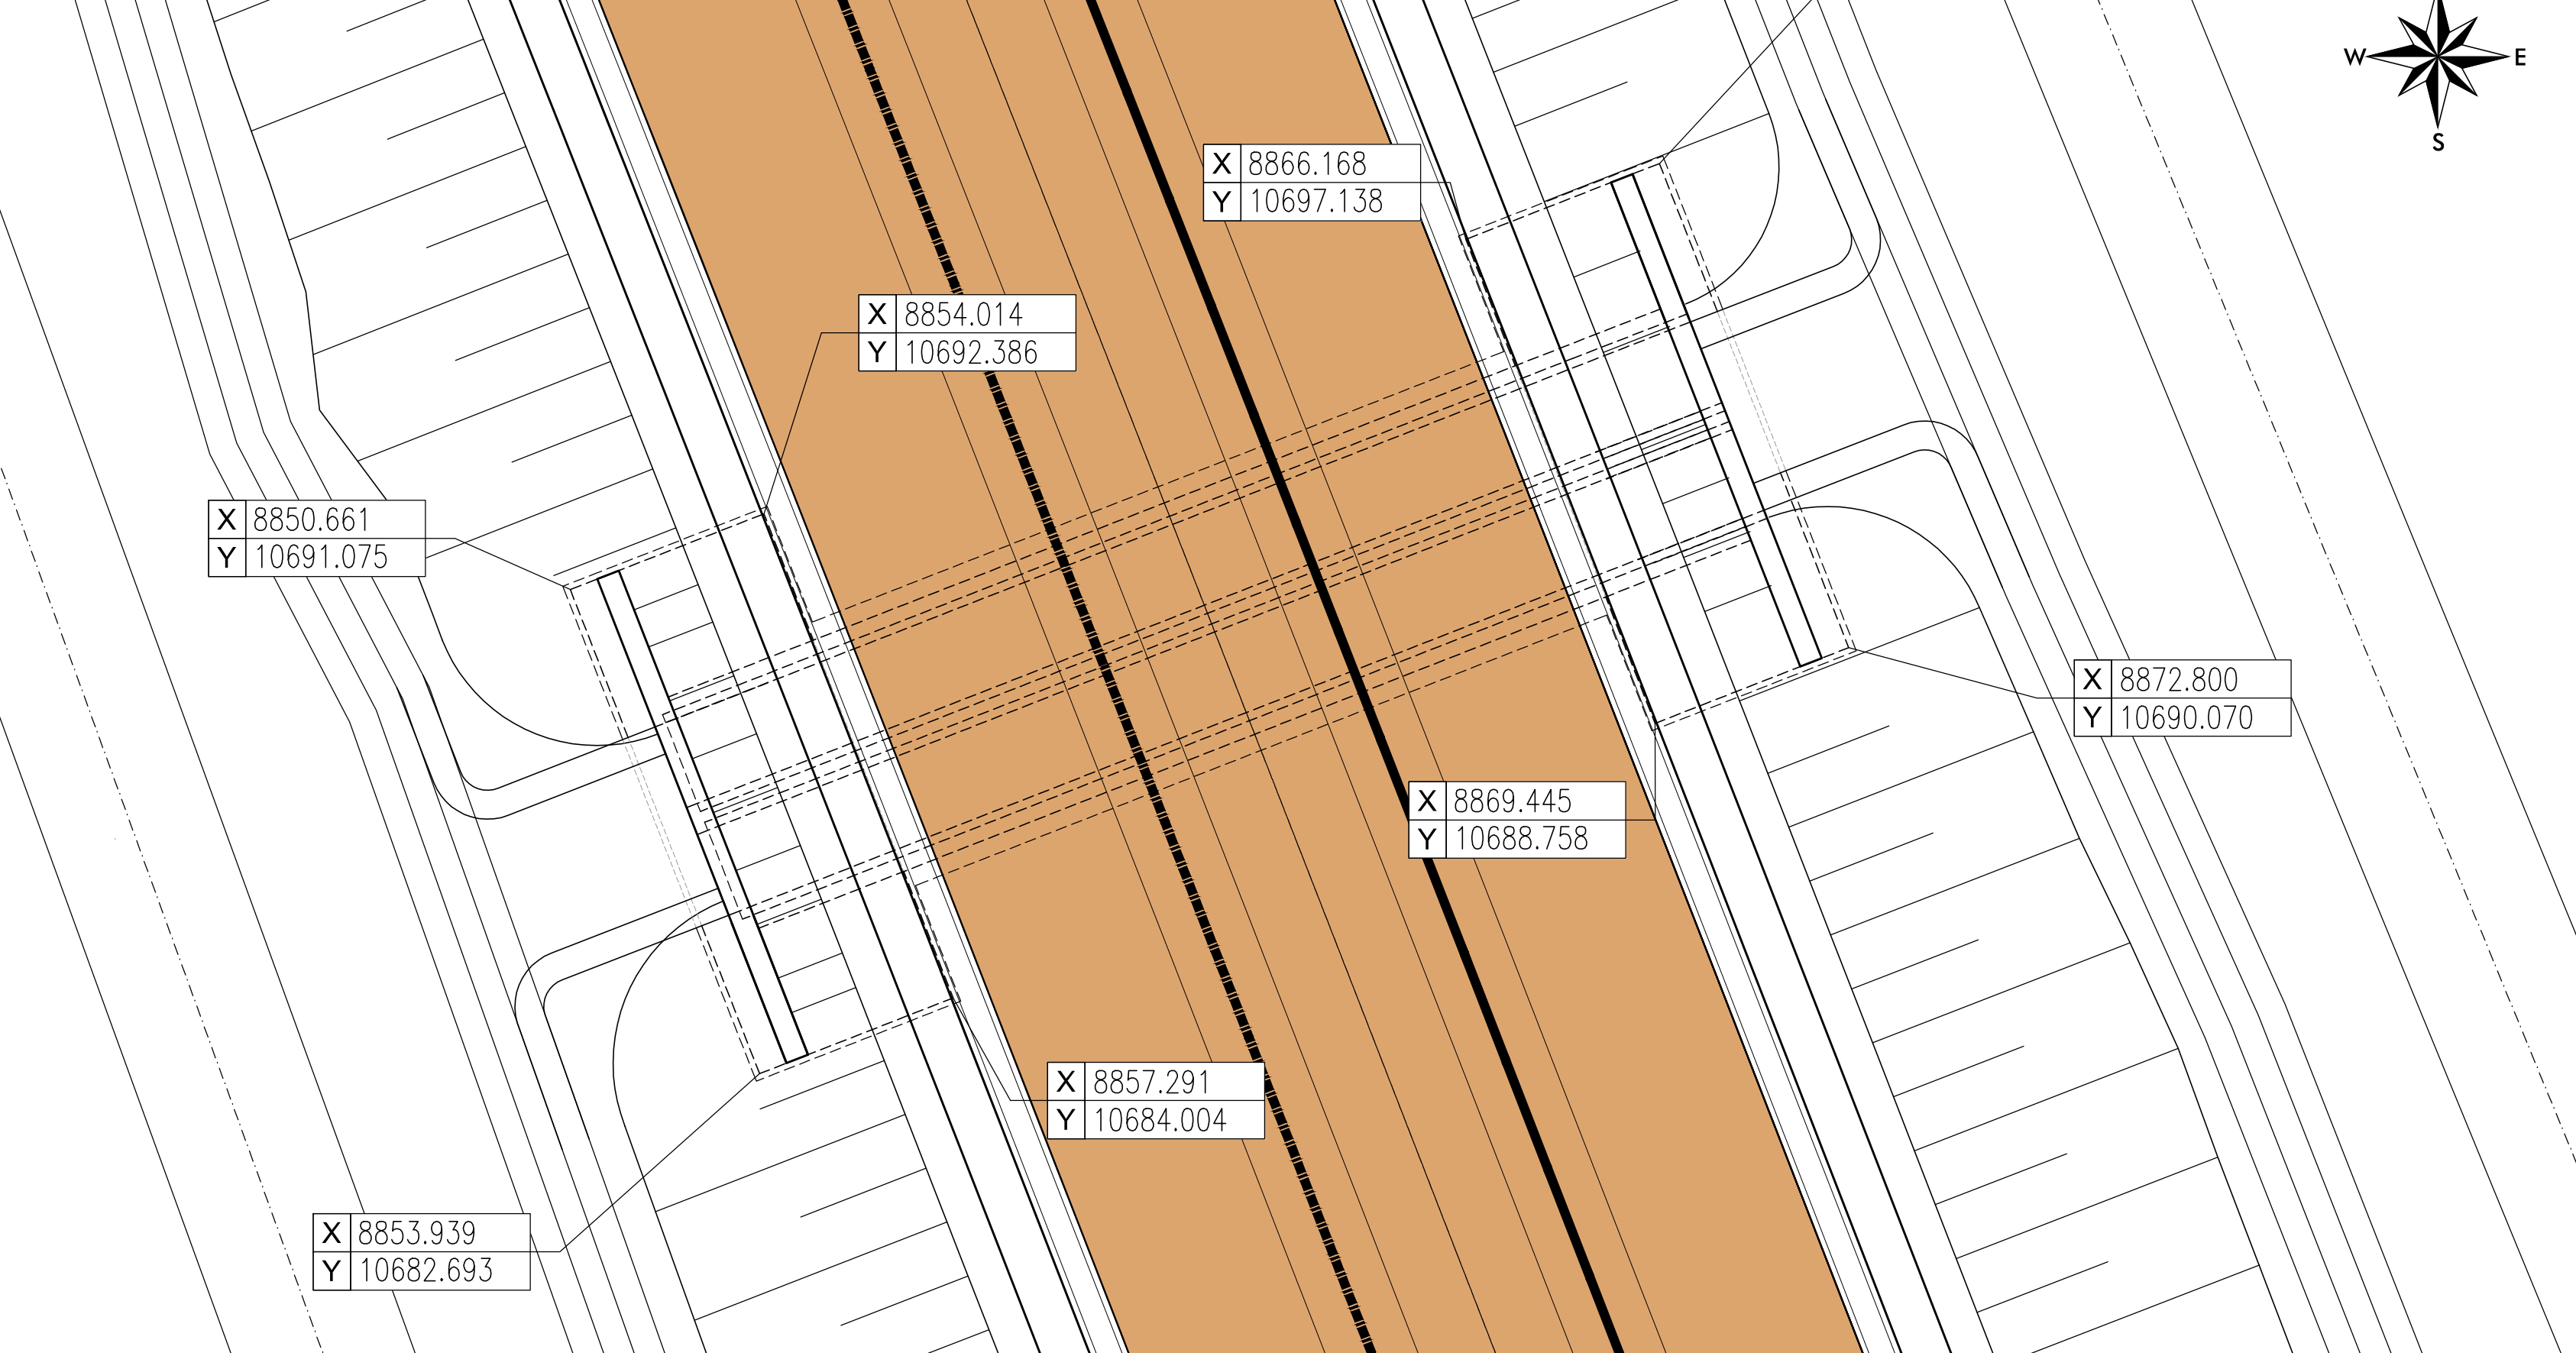 W E
S
X 8866.168
Y 10697.138
X 8854.014
Y 10692.386
X 8850.661
Y 10691.075
X 8872.800
Y 10690.070
X 8869.445
Y 10688.758
X 8857.291
Y 10684.004
X 8853.939
Y 10682.693